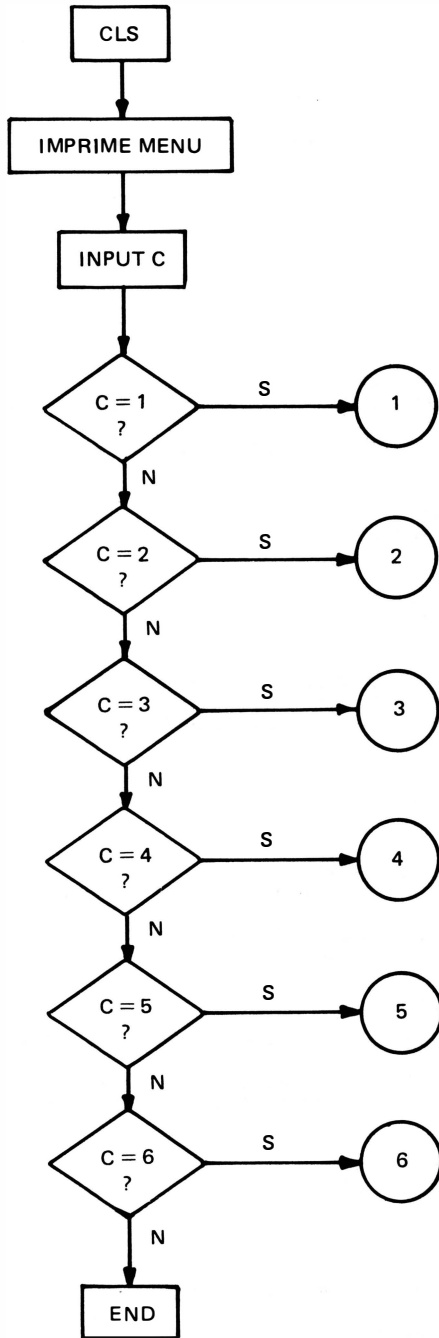 CLS
IMPRIME MENU
INPUT C
C = 1
?
S
1
N
C = 2
?
S
2
N
C = 3
?
S
3
N
C = 4
?
S
4
N
C = 5
?
S
5
N
C = 6
?
S
6
N
END